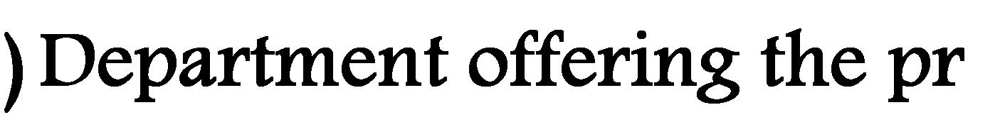 ) Department offering the pr